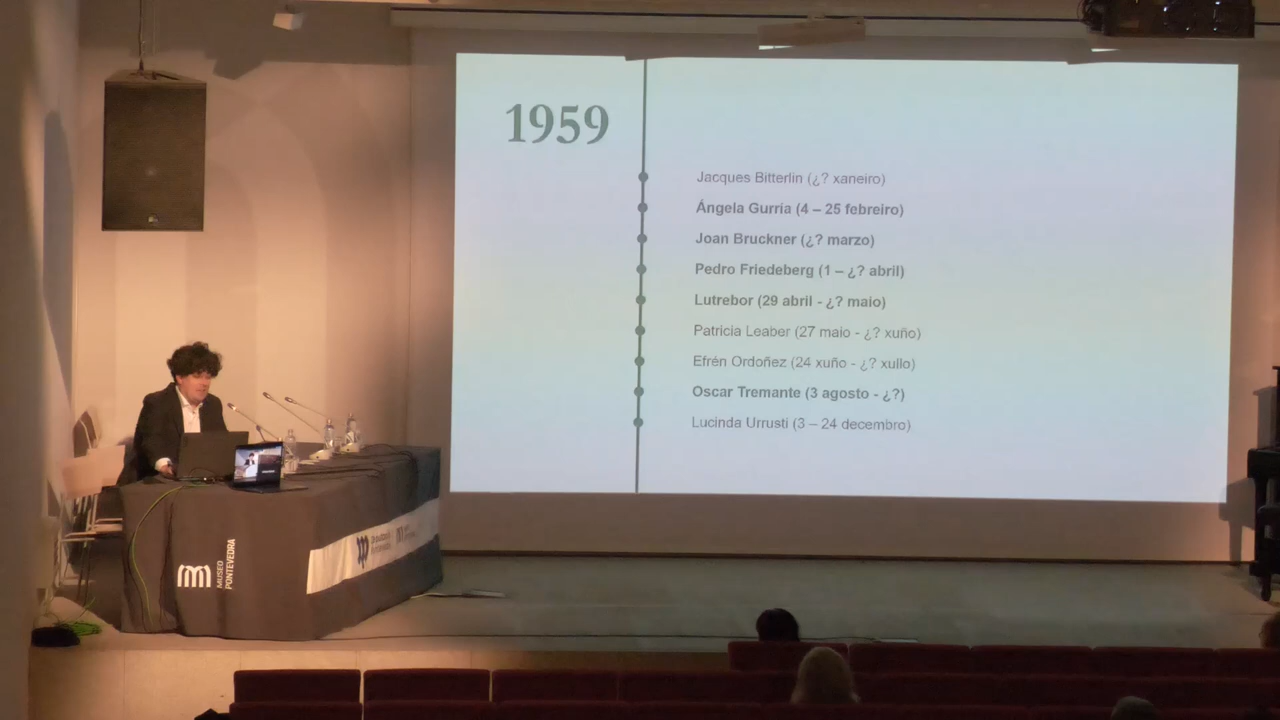 1959
Jacques Bitterlin (¿? xaneiro)
Ángela Gurría (4 – 25 febreiro)
Joan Bruckner (¿? marzo)
Pedro Friedeberg (1 – ¿? abril)
Lutrebor (29 abril - ¿? maio)
Patricia Leaber (27 maio - ¿? xuño)
Efrén Ordoñez (24 xuño - ¿? xullo)
Oscar Tremante (3 agosto - ¿?)
Lucinda Urrusti (3 – 24 decembro)
MUSEO
PONTEVEDRA